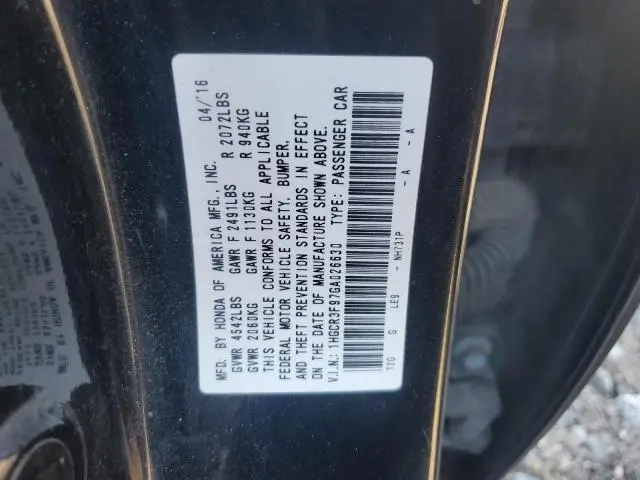 MFD. BY HONDA OF AMERICA MFG., INC. 04/'16
GVWR 4542LBS GAWR F 2491LBS R 2072LBS
GVWR 2060KG GAWR F 1130KG R 940KG
THIS VEHICLE CONFORMS TO ALL APPLICABLE
FEDERAL MOTOR VEHICLE SAFETY, BUMPER,
AND THEFT PREVENTION STANDARDS IN EFFECT
ON THE DATE OF MANUFACTURE SHOWN ABOVE.
V.I.N.: 1HGCR3F97GA026630 TYPE: PASSENGER CAR
T2G G LE9 NH731P - A - A